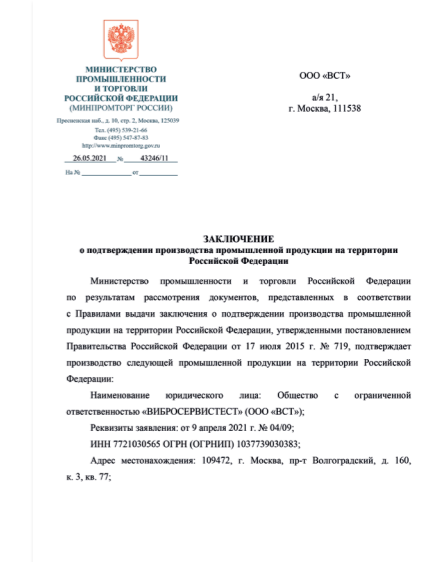 МИНИСТЕРСТВО
ПРОМЫШЛЕННОСТИ
И ТОРГОВЛИ
РОССИЙСКОЙ ФЕДЕРАЦИИ
(МИНПРОМТОРГ РОССИИ)
Пресненская наб., д. 10, стр. 2, Москва, 125039
Тел. (495) 539-21-66
Факс (495) 547-87-83
http://www.minpromtorg.gov.ru
26.05.2021 № 43246/11
На № от
ООО «ВСТ»
а/я 21,
г. Москва, 111538
ЗАКЛЮЧЕНИЕ
о подтверждении производства промышленной продукции на территории
Российской Федерации
Министерство промышленности и торговли Российской Федерации
по результатам рассмотрения документов, представленных в соответствии
с Правилами выдачи заключения о подтверждении производства промышленной
продукции на территории Российской Федерации, утвержденными постановлением
Правительства Российской Федерации от 17 июля 2015 г. № 719, подтверждает
производство следующей промышленной продукции на территории Российской
Федерации:
Наименование юридического лица: Общество с ограниченной
ответственностью «ВИБРОСЕРВИСТЕСТ» (ООО «ВСТ»);
Реквизиты заявления: от 9 апреля 2021 г. № 04/09;
ИНН 7721030565 ОГРН (ОГРНИП) 1037739030383;
Адрес местонахождения: 109472, г. Москва, пр-т Волгоградский, д. 160,
к. 3, кв. 77;